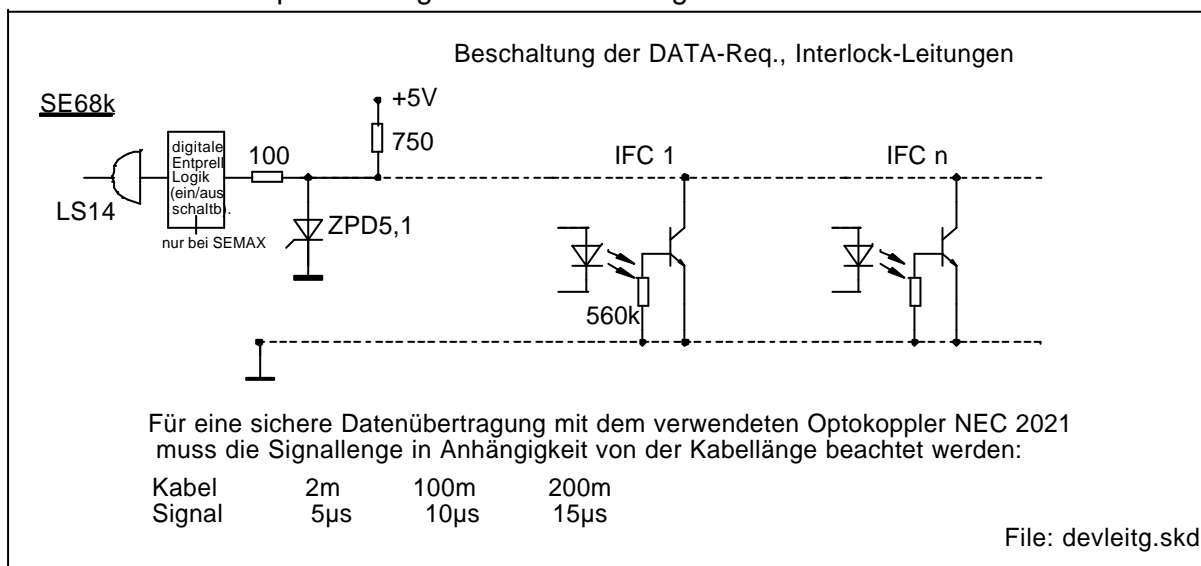 Beschaltung der DATA-Req., Interlock-Leitungen
SE68k
+5V
750
digitale
Entprell
Logik
(ein/aus
schaltb).
100
IFC 1
IFC n
LS14
ZPD5,1
nur bei SEMAX
560k
Für eine sichere Datenübertragung mit dem verwendeten Optokoppler NEC 2021
muss die Signallenge in Anhängigkeit von der Kabellänge beachtet werden:
Kabel 2m 100m 200m
Signal 5µs 10µs 15µs
File: devleitg.skd